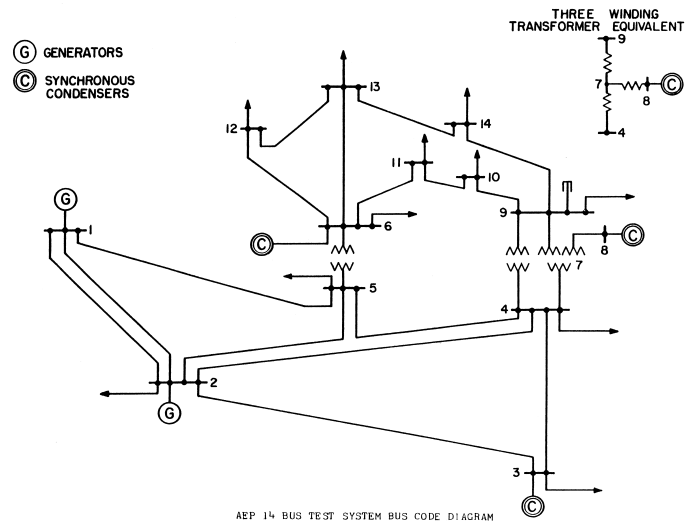 THREE WINDING
TRANSFORMER EQUIVALENT
9
7
C
8
4
G GENERATORS
C SYNCHRONOUS
CONDENSERS
13
12
14
11
10
G
1
9
6
C
C
8
7
5
4
2
G
3
C
AEP 14 BUS TEST SYSTEM BUS CODE DIAGRAM